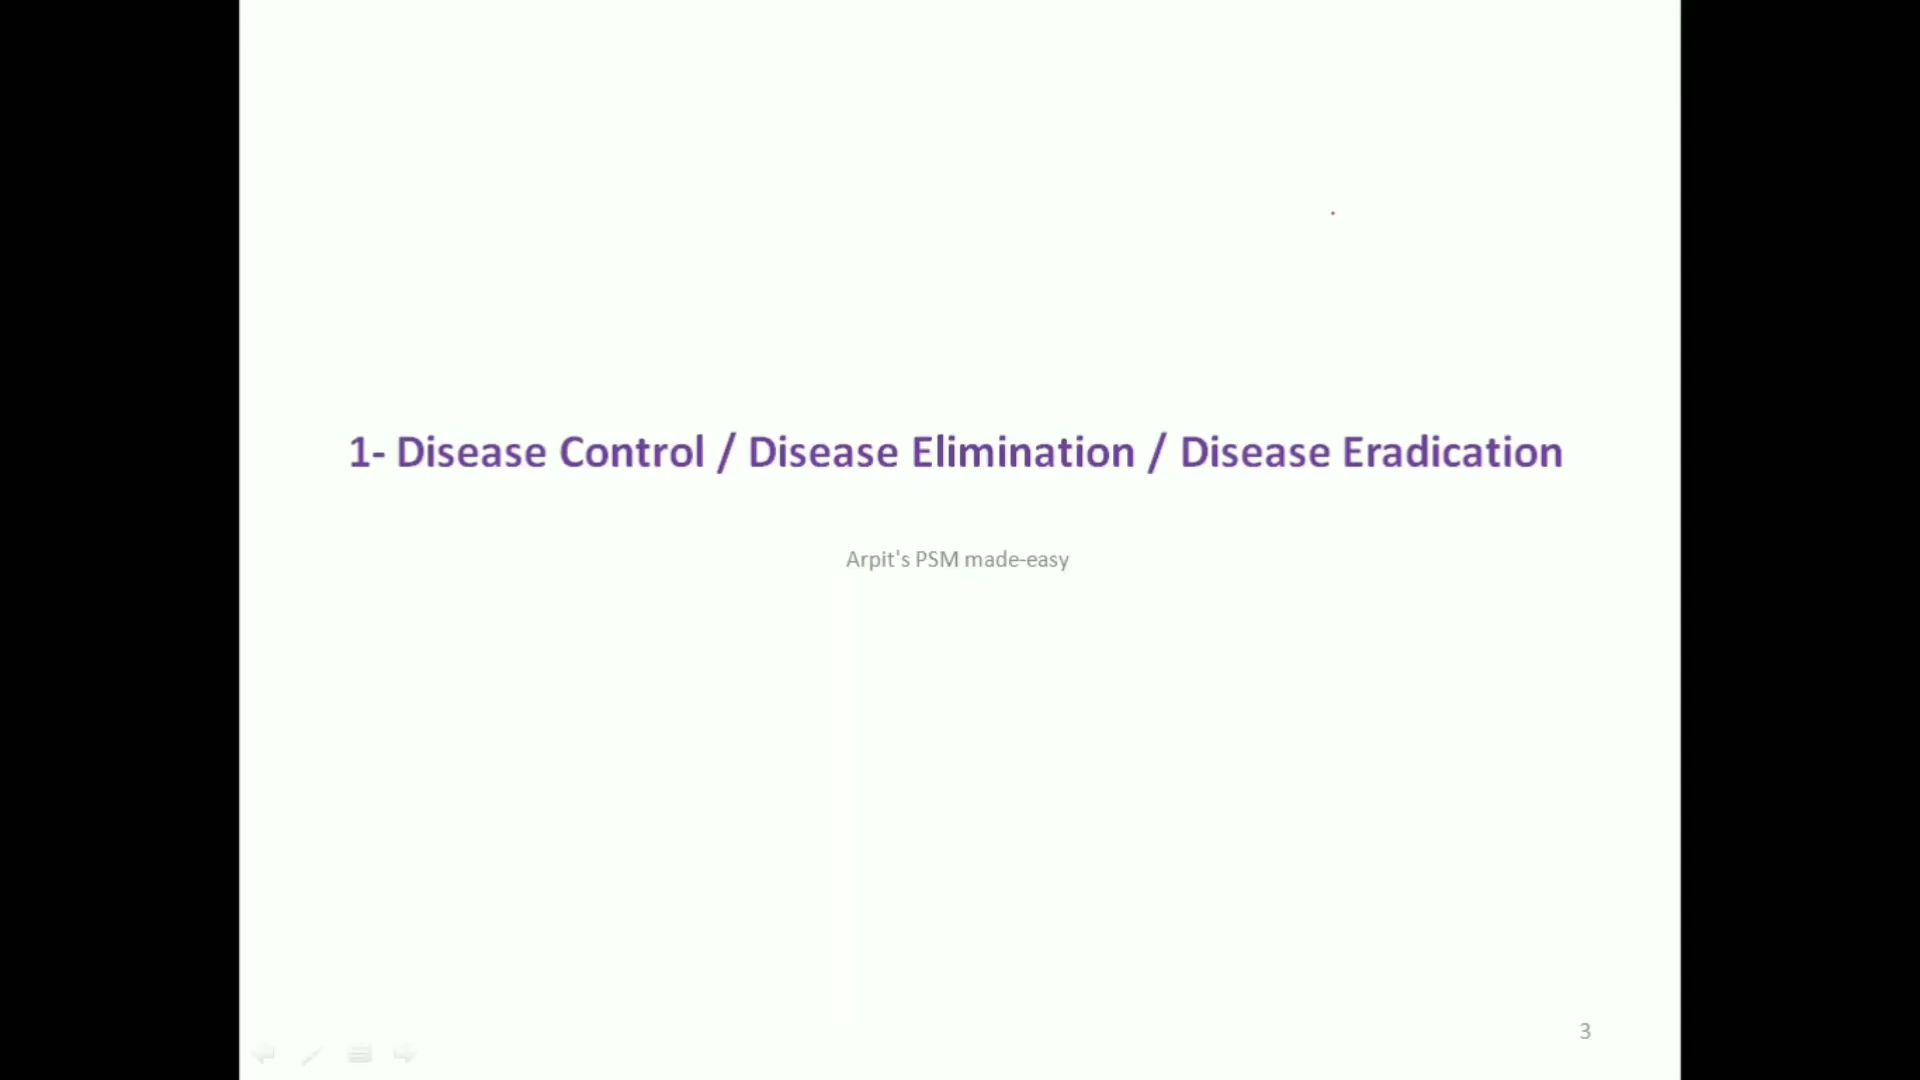 1- Disease Control / Disease Elimination / Disease Eradication
Arpit's PSM made-easy
3